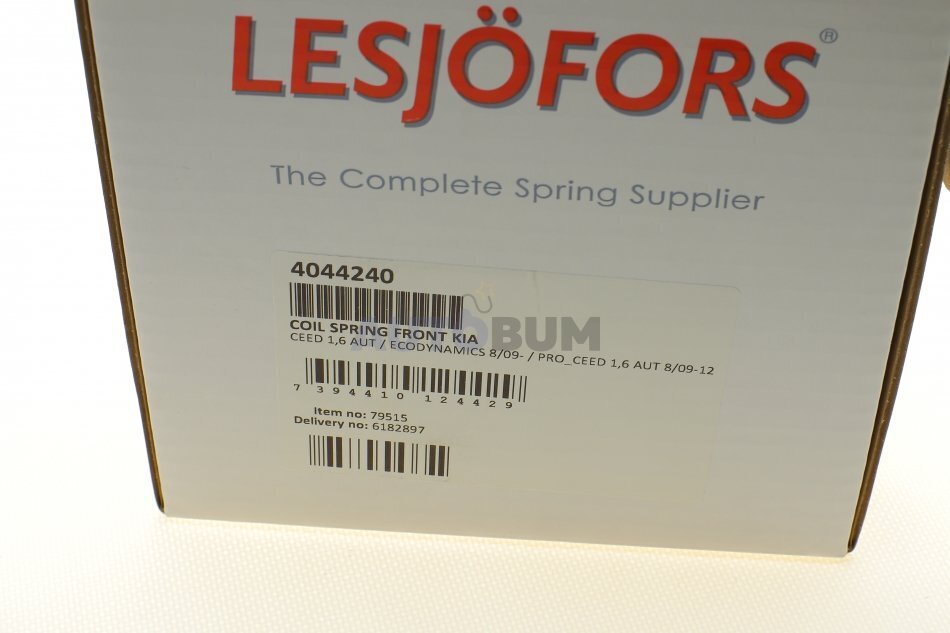 LESJÖFORS®
The Complete Spring Supplier
4044240
COIL SPRING FRONT KIA
CEED 1,6 AUT / ECODYNAMICS 8/09- / PRO_CEED 1,6 AUT 8/09-12
7 394410 124429
Item no: 79515
Delivery no: 6182897
AUTOBUM